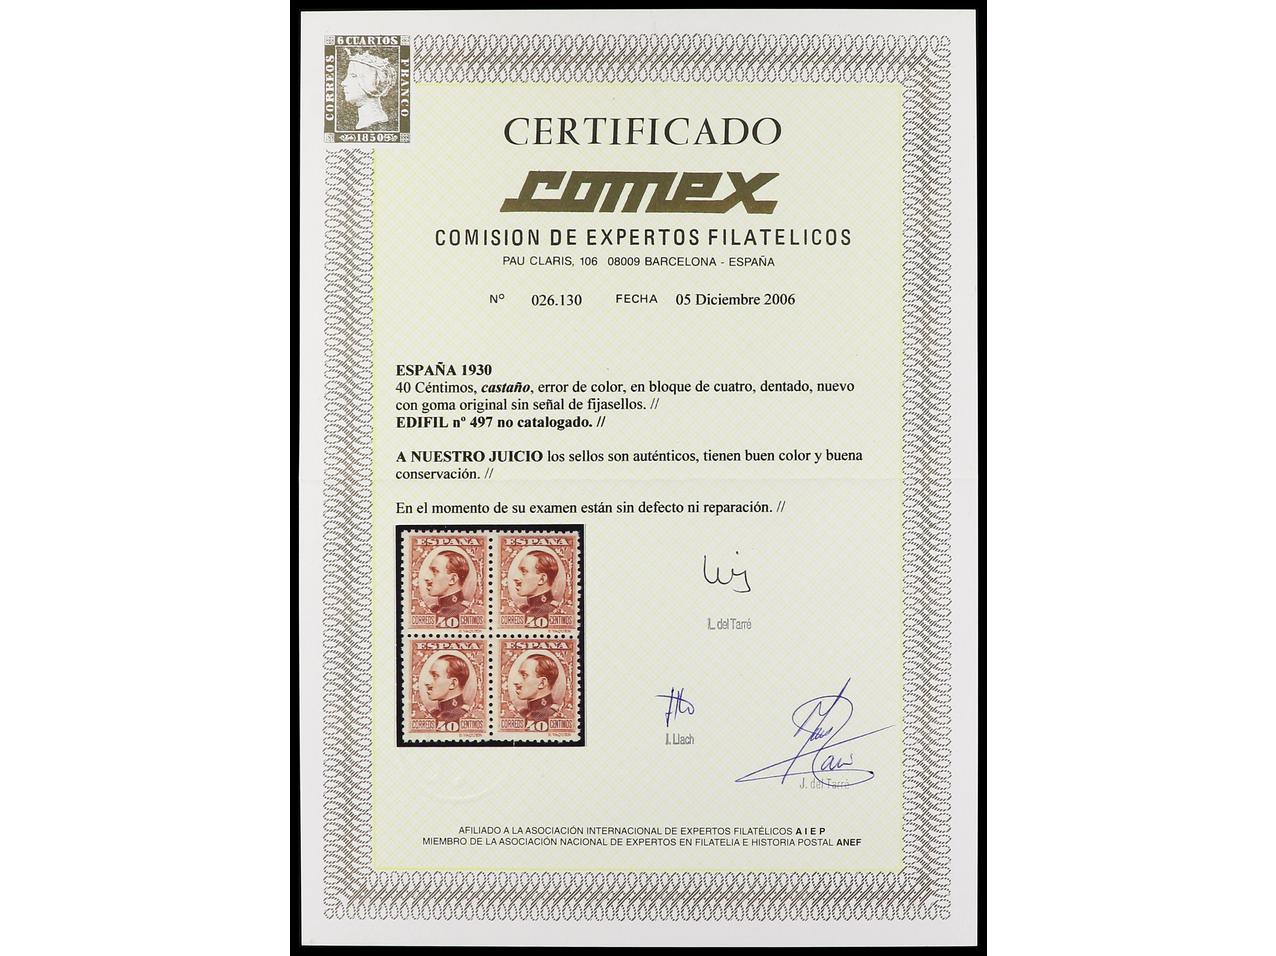 6 CUARTOS
CORREOS
FRANCO
1850
CERTIFICADO
comex
COMISION DE EXPERTOS FILATELICOS
PAU CLARIS, 106 08009 BARCELONA - ESPAÑA
Nº 026.130 FECHA 05 Diciembre 2006
ESPAÑA 1930
40 Céntimos, castaño, error de color, en bloque de cuatro, dentado, nuevo
con goma original sin señal de fijasellos. //
EDIFIL nº 497 no catalogado. //
A NUESTRO JUICIO los sellos son auténticos, tienen buen color y buena
conservación. //
En el momento de su examen están sin defecto ni reparación. //
ESPAÑA ESPAÑA
CORREOS 40 CENTIMOS CORREOS 40 CENTIMOS
ESPAÑA ESPAÑA
CORREOS 40 CENTIMOS CORREOS 40 CENTIMOS
L. del Tarré
I. Llach
J. del Tarré
AFILIADO A LA ASOCIACIÓN INTERNACIONAL DE EXPERTOS FILATÉLICOS A I E P
MIEMBRO DE LA ASOCIACIÓN NACIONAL DE EXPERTOS EN FILATELIA E HISTORIA POSTAL ANEF